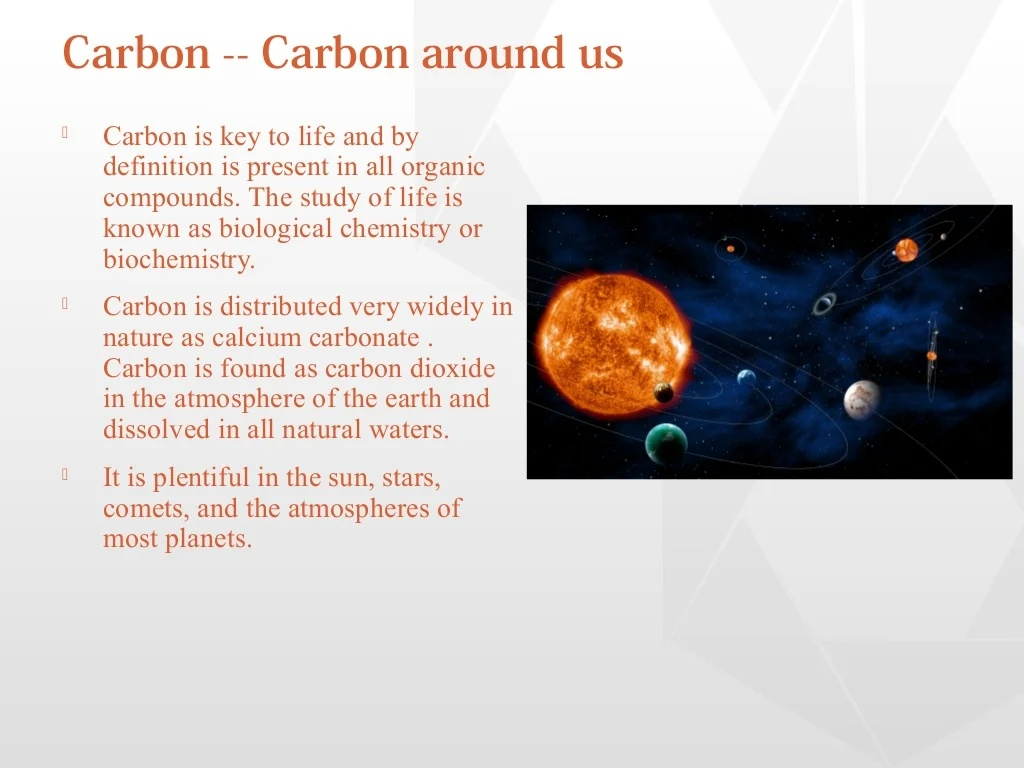 Carbon -- Carbon around us
Carbon is key to life and by
definition is present in all organic
compounds. The study of life is
known as biological chemistry or
biochemistry.
Carbon is distributed very widely in
nature as calcium carbonate .
Carbon is found as carbon dioxide
in the atmosphere of the earth and
dissolved in all natural waters.
It is plentiful in the sun, stars,
comets, and the atmospheres of
most planets.